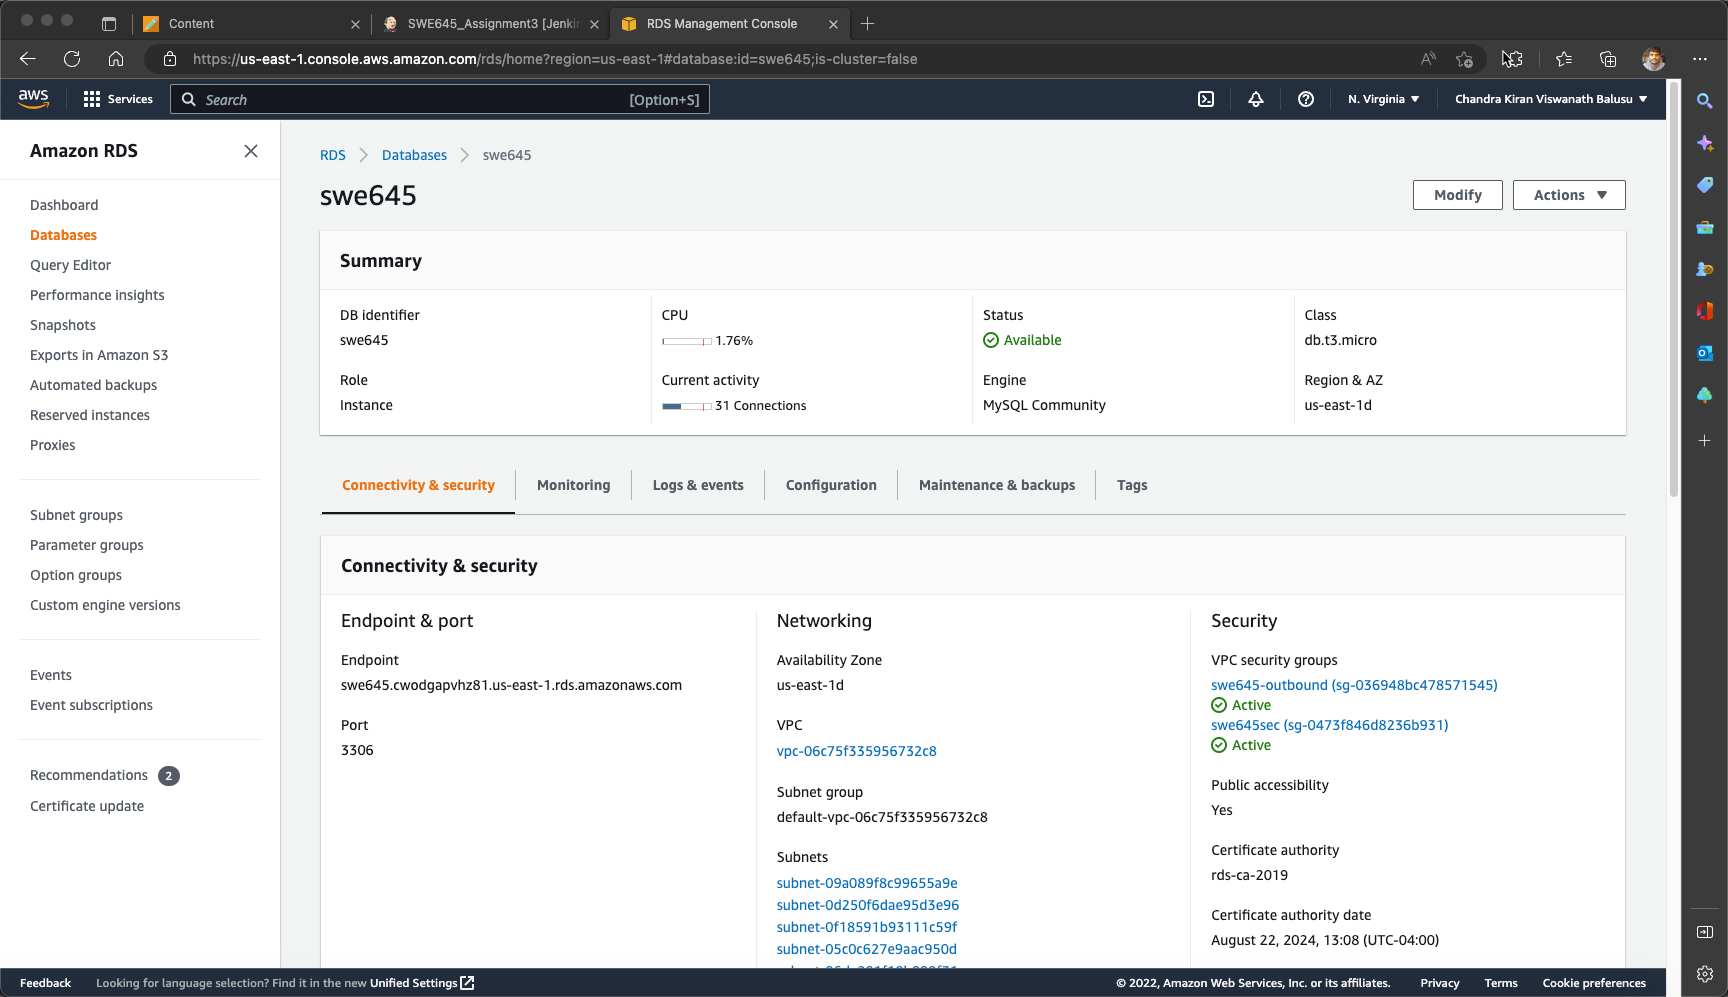 Content
SWE645_Assignment3 [Jenkin
RDS Management Console
https://us-east-1.console.aws.amazon.com/rds/home?region=us-east-1#database:id=swe645;is-cluster=false
aws
Services
Search
[Option+S]
N. Virginia
Chandra Kiran Viswanath Balusu
Amazon RDS
Dashboard
Databases
Query Editor
Performance insights
Snapshots
Exports in Amazon S3
Automated backups
Reserved instances
Proxies
Subnet groups
Parameter groups
Option groups
Custom engine versions
Events
Event subscriptions
Recommendations 2
Certificate update
RDS > Databases > swe645
swe645
Modify
Actions
Summary
DB identifier
swe645
CPU
1.76%
Status
Available
Class
db.t3.micro
Role
Instance
Current activity
31 Connections
Engine
MySQL Community
Region & AZ
us-east-1d
Connectivity & security
Monitoring
Logs & events
Configuration
Maintenance & backups
Tags
Connectivity & security
Endpoint & port
Endpoint
swe645.cwodgapvhz81.us-east-1.rds.amazonaws.com
Port
3306
Networking
Availability Zone
us-east-1d
VPC
vpc-06c75f335956732c8
Subnet group
default-vpc-06c75f335956732c8
Subnets
subnet-09a089f8c99655a9e
subnet-0d250f6dae95d3e96
subnet-0f18591b93111c59f
subnet-05c0c627e9aac950d
Security
VPC security groups
swe645-outbound (sg-036948bc478571545)
Active
swe645sec (sg-0473f846d8236b931)
Active
Public accessibility
Yes
Certificate authority
rds-ca-2019
Certificate authority date
August 22, 2024, 13:08 (UTC-04:00)
Feedback
Looking for language selection? Find it in the new Unified Settings
© 2022, Amazon Web Services, Inc. or its affiliates.
Privacy
Terms
Cookie preferences